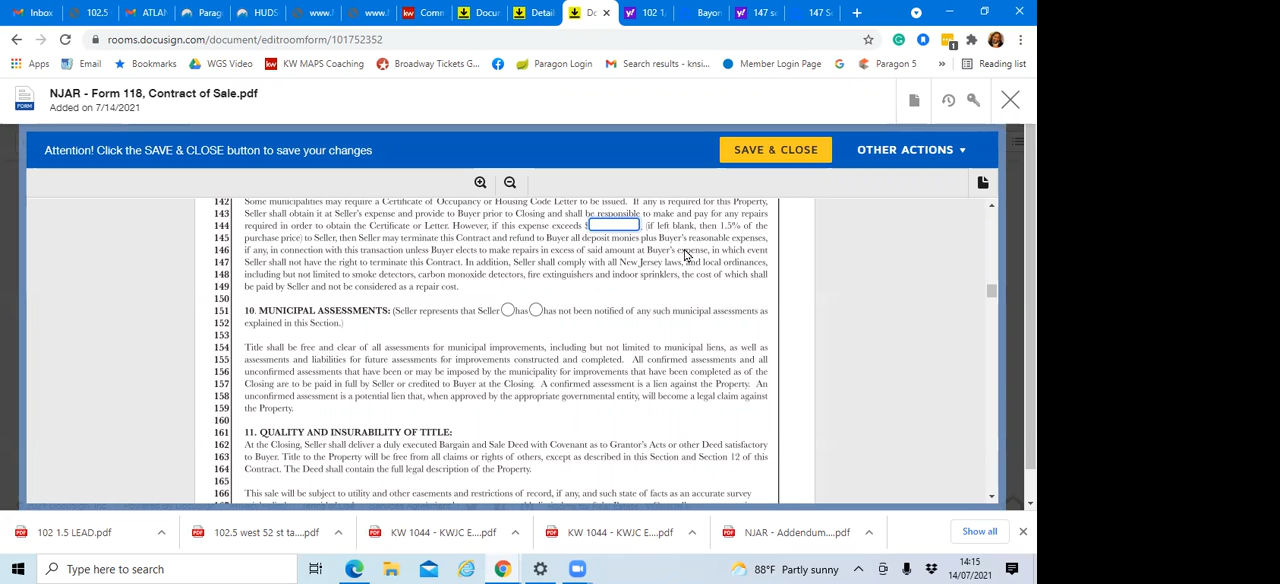 Inbox
102.5
ATLAN
Parag
HUDS
www.
www.
Comm
Docur
Detail
Dc
102 1/
Bayon
147 se
147 S
rooms.docusign.com/document/editroomform/101752352
1
Apps
Email
Bookmarks
WGS Video
KW MAPS Coaching
Broadway Tickets G...
Paragon Login
Search results - knsi...
Member Login Page
Paragon 5
»
Reading list
NJAR - Form 118, Contract of Sale.pdf
FORM
Added on 7/14/2021
Attention! Click the SAVE & CLOSE button to save your changes
SAVE & CLOSE
OTHER ACTIONS
142 Some municipalities may require a Certificate of Occupancy or Housing Code Letter to be issued. If any is required for this Property,
143 Seller shall obtain it at Seller's expense and provide to Buyer prior to Closing and shall be responsible to make and pay for any repairs
144 required in order to obtain the Certificate or Letter. However, if this expense exceeds $ (if left blank, then 1.5% of the
145 purchase price) to Seller, then Seller may terminate this Contract and refund to Buyer all deposit monies plus Buyer's reasonable expenses,
146 if any, in connection with this transaction unless Buyer elects to make repairs in excess of said amount at Buyer's expense, in which event
147 Seller shall not have the right to terminate this Contract. In addition, Seller shall comply with all New Jersey laws, and local ordinances,
148 including but not limited to smoke detectors, carbon monoxide detectors, fire extinguishers and indoor sprinklers, the cost of which shall
149 be paid by Seller and not be considered as a repair cost.
150
151 10. MUNICIPAL ASSESSMENTS: (Seller represents that Seller has has not been notified of any such municipal assessments as
152 explained in this Section.)
153
154 Title shall be free and clear of all assessments for municipal improvements, including but not limited to municipal liens, as well as
155 assessments and liabilities for future assessments for improvements constructed and completed. All confirmed assessments and all
156 unconfirmed assessments that have been or may be imposed by the municipality for improvements that have been completed as of the
157 Closing are to be paid in full by Seller or credited to Buyer at the Closing. A confirmed assessment is a lien against the Property. An
158 unconfirmed assessment is a potential lien that, when approved by the appropriate governmental entity, will become a legal claim against
159 the Property.
160
161 11. QUALITY AND INSURABILITY OF TITLE:
162 At the Closing, Seller shall deliver a duly executed Bargain and Sale Deed with Covenant as to Grantor's Acts or other Deed satisfactory
163 to Buyer. Title to the Property will be free from all claims or rights of others, except as described in this Section and Section 12 of this
164 Contract. The Deed shall contain the full legal description of the Property.
165
166 This sale will be subject to utility and other easements and restrictions of record, if any, and such state of facts as an accurate survey
102 1.5 LEAD.pdf
102.5 west 52 st ta....pdf
KW 1044 - KWJC E....pdf
KW 1044 - KWJC E....pdf
NJAR - Addendum....pdf
Show all
Type here to search
88°F Partly sunny
14:15
14/07/2021